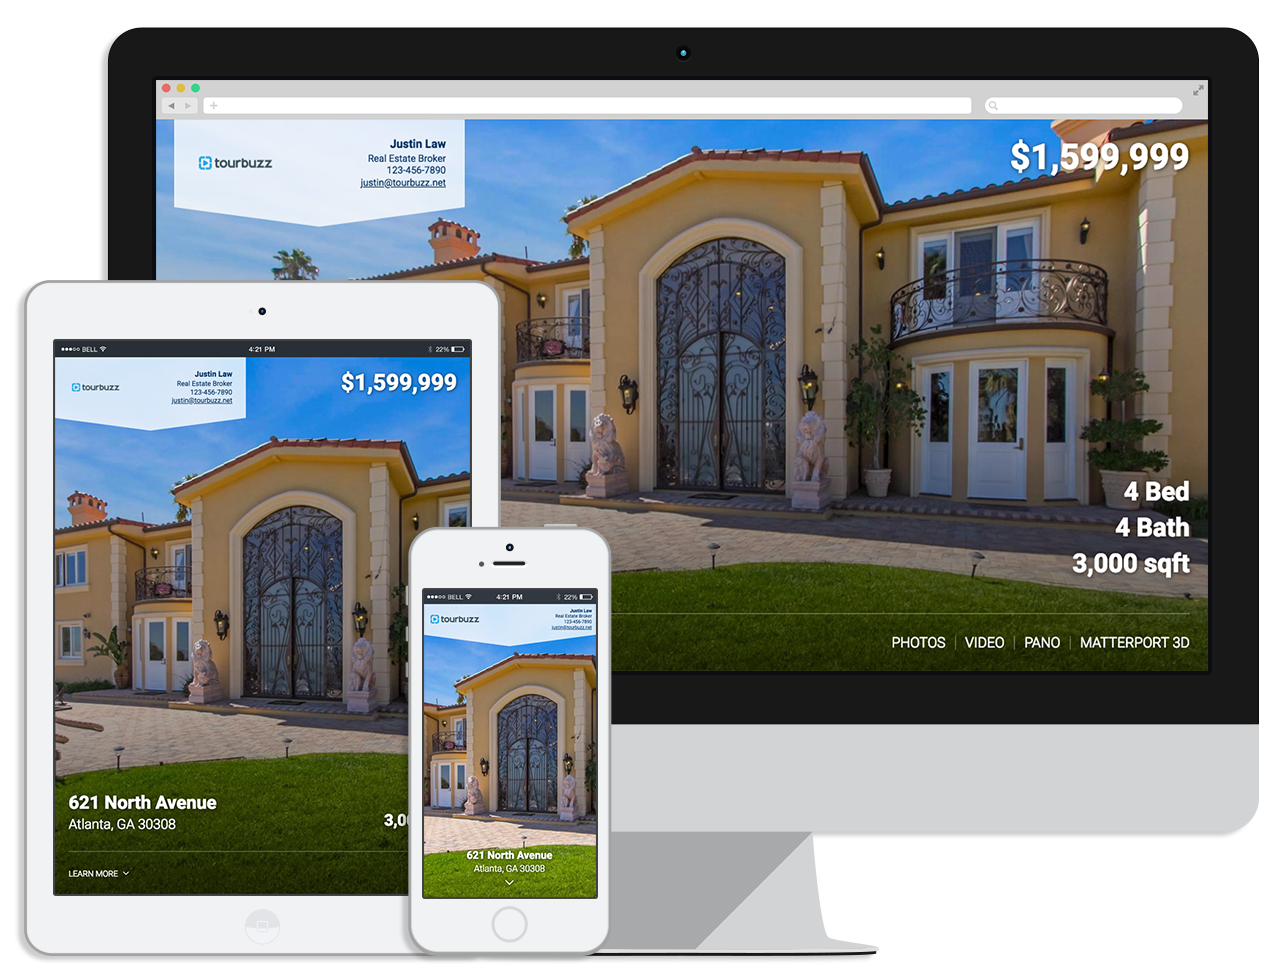 tourbuzz
Justin Law
Real Estate Broker
123-456-7890
justin@tourbuzz.net
$1,599,999
4 Bed
4 Bath
3,000 sqft
PHOTOS | VIDEO | PANO | MATTERPORT 3D
BELL 4:21 PM 22%
tourbuzz
Justin Law
Real Estate Broker
123-456-7890
justin@tourbuzz.net
$1,599,999
621 North Avenue
Atlanta, GA 30308
3,00
LEARN MORE
BELL 4:21 PM 22%
tourbuzz
Justin Law
Real Estate Broker
123-456-7890
justin@tourbuzz.net
621 North Avenue
Atlanta, GA 30308